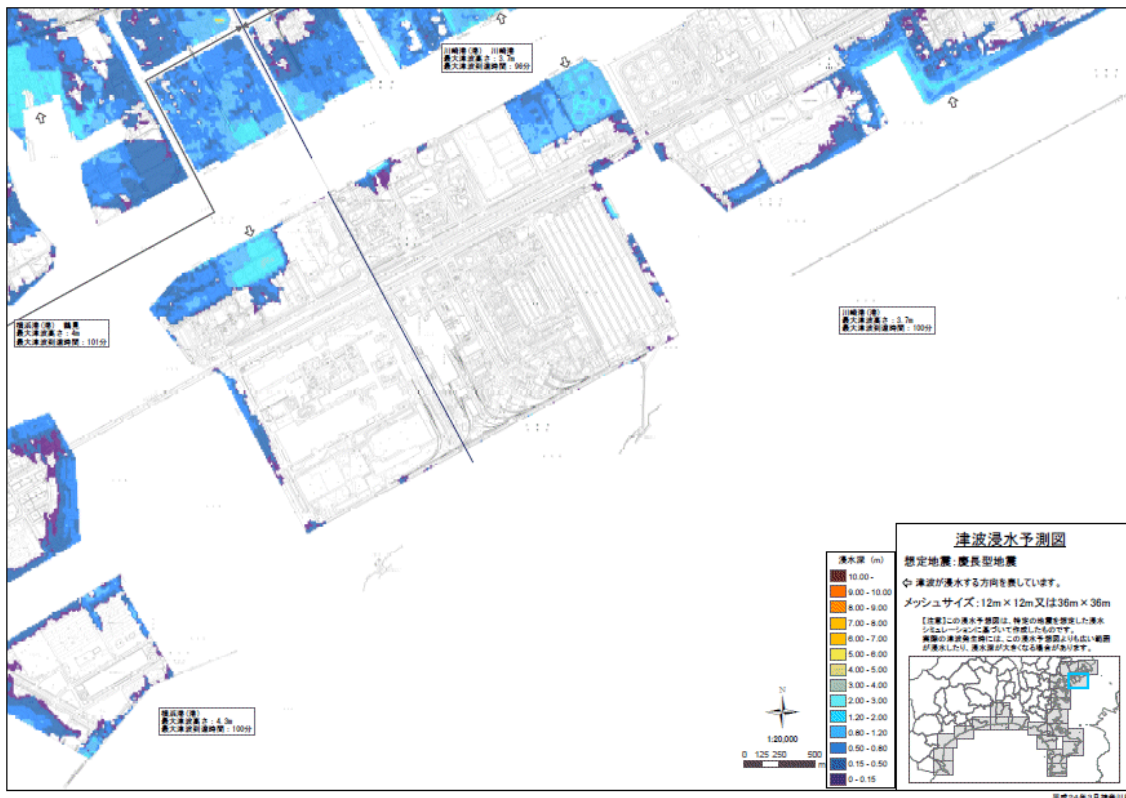 川崎港(港) 川崎港
最大津波高さ：3.7m
最大津波到達時間：96分
横浜港(港) 鶴見
最大津波高さ：4m
最大津波到達時間：101分
川崎港(港)
最大津波高さ：3.7m
最大津波到達時間：100分
横浜港(港)
最大津波高さ：4.3m
最大津波到達時間：100分
N
1:20,000
0 125 250 500
m
浸水深 (m)
10.00 -
9.00 - 10.00
8.00 - 9.00
7.00 - 8.00
6.00 - 7.00
5.00 - 6.00
4.00 - 5.00
3.00 - 4.00
2.00 - 3.00
1.20 - 2.00
0.80 - 1.20
0.50 - 0.80
0.15 - 0.50
0 - 0.15
津波浸水予測図
想定地震：慶長型地震
津波が浸水する方向を表しています。
メッシュサイズ：12m×12m又は36m×36m
【注意】この浸水予想図は、特定の地震を想定した浸水
シミュレーションに基づいて作成したものです。
実際の津波発生時には、この浸水予想図よりも広い範囲
が浸水したり、浸水深が大きくなる場合があります。